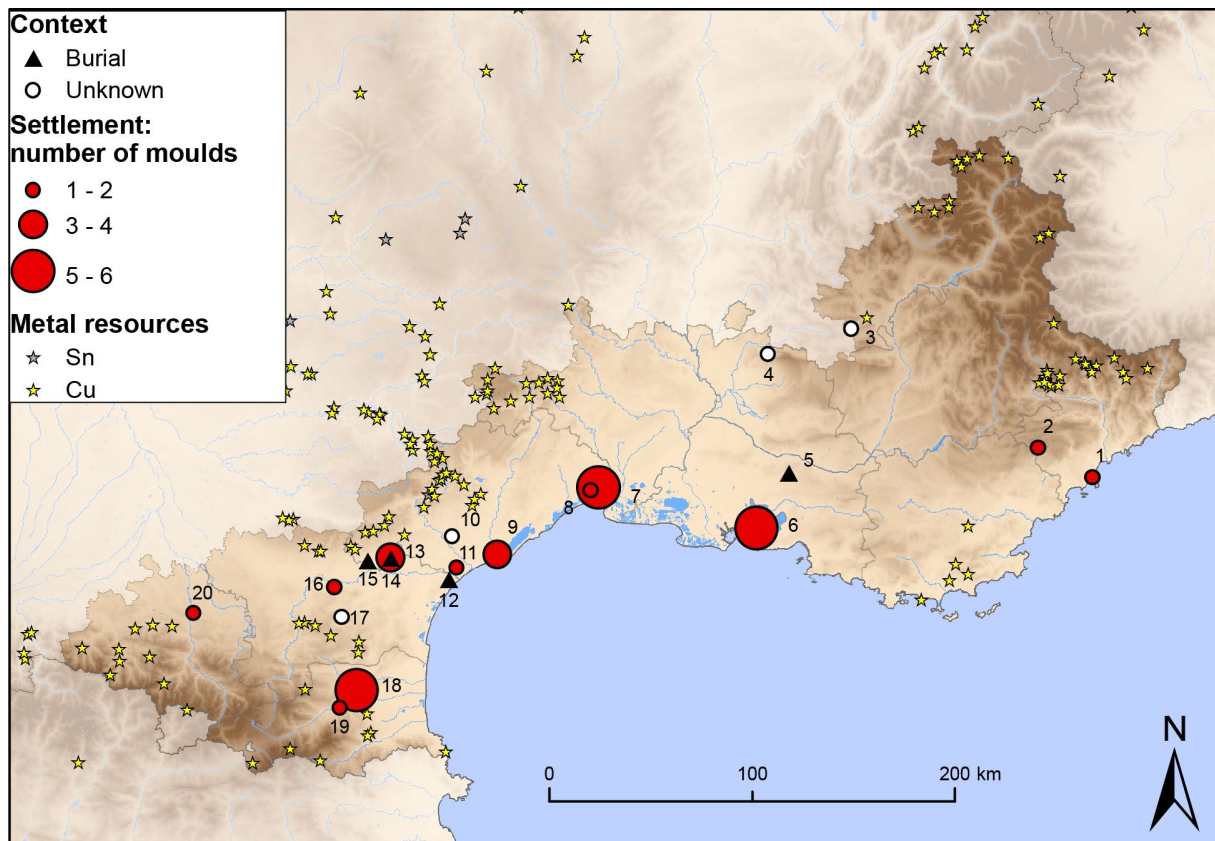 Context
Burial
Unknown
Settlement:
number of moulds
1 - 2
3 - 4
5 - 6
Metal resources
Sn
Cu
3
4
2
1
5
7
8
6
10
9
11
13
15
14
12
16
17
20
18
19
N
0
100
200 km